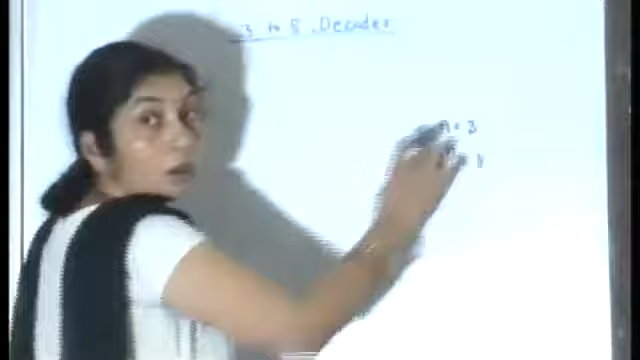 3 to 8 Decoder
n = 3